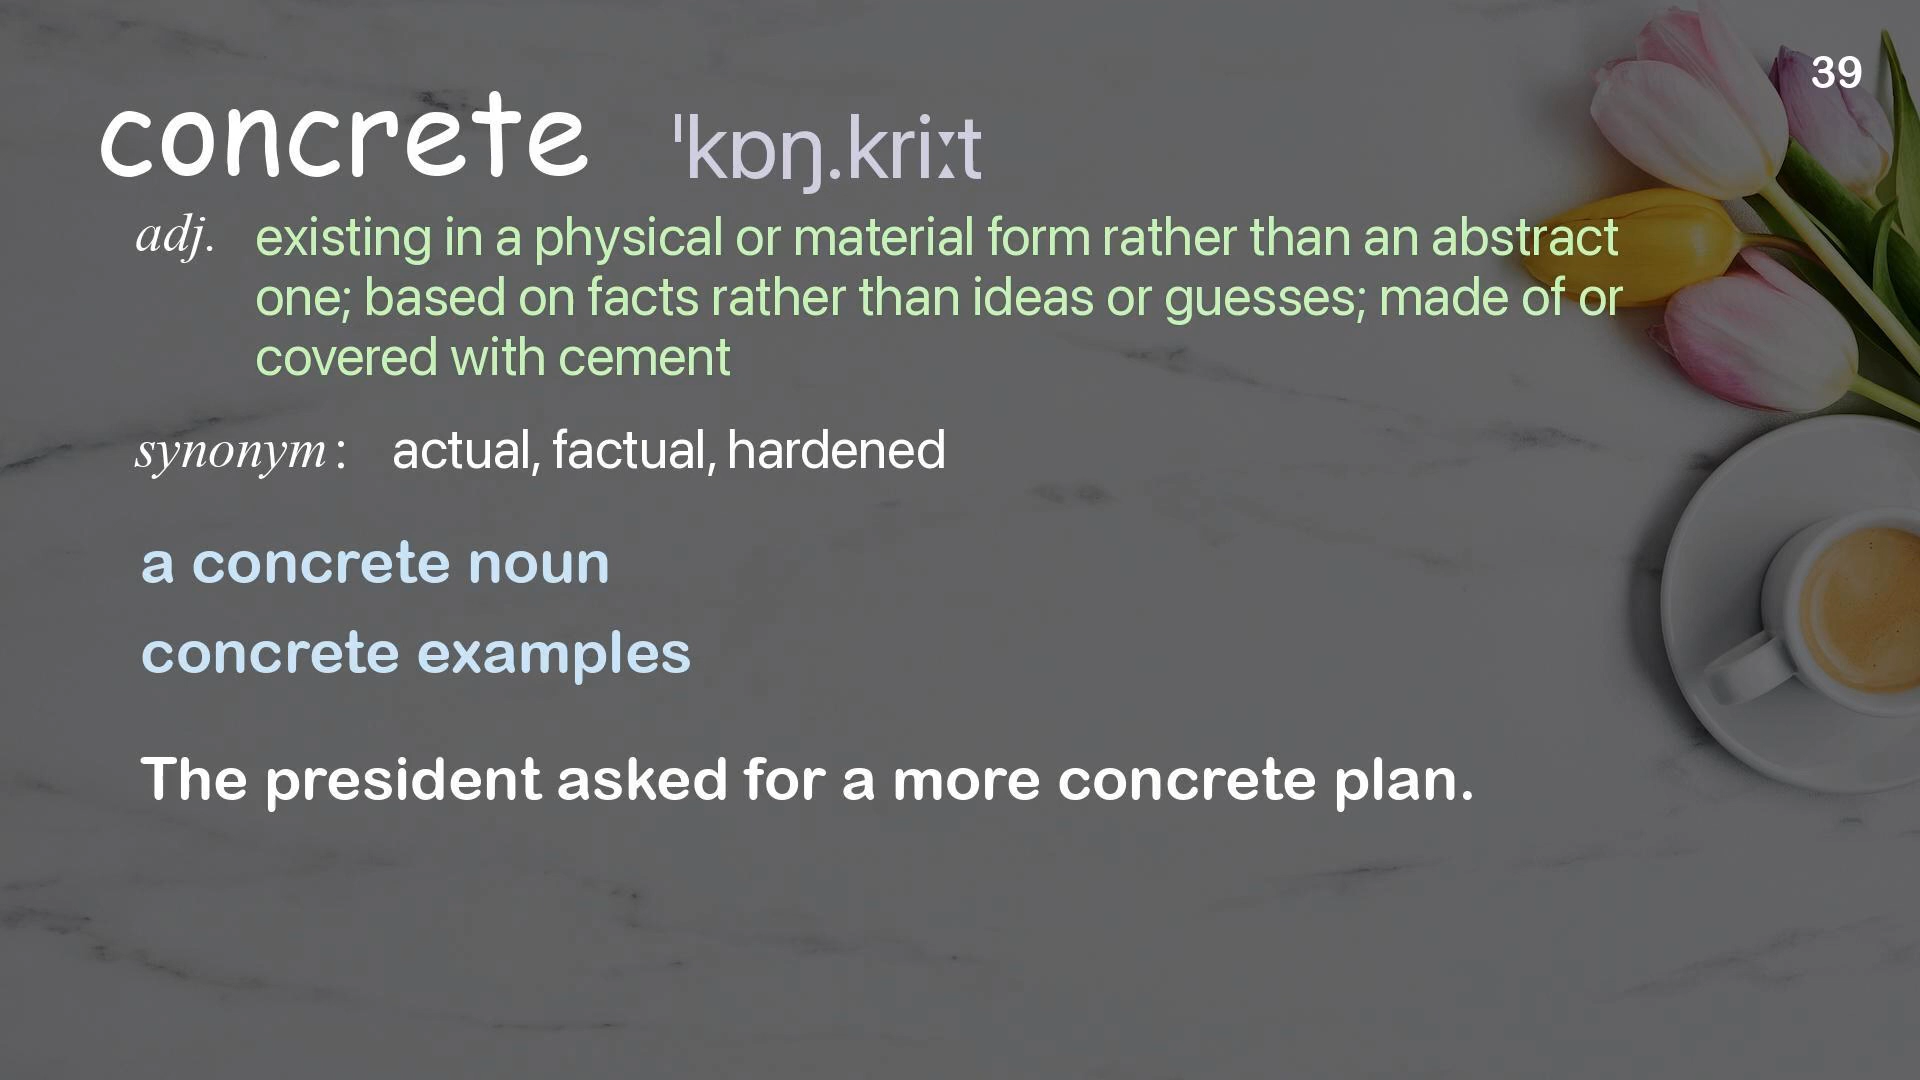 39
concrete ˈkɒŋ.kriːt
adj. existing in a physical or material form rather than an abstract
one; based on facts rather than ideas or guesses; made of or
covered with cement
synonym : actual, factual, hardened
a concrete noun
concrete examples
The president asked for a more concrete plan.